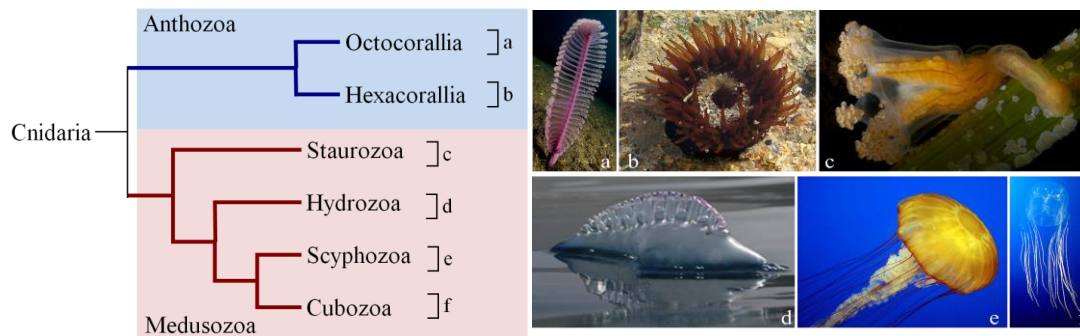 Anthozoa
Octocorallia
a
Hexacorallia
b
Cnidaria
Staurozoa
c
Hydrozoa
d
Scyphozoa
e
Cubozoa
f
Medusozoa
a
b
c
d
e